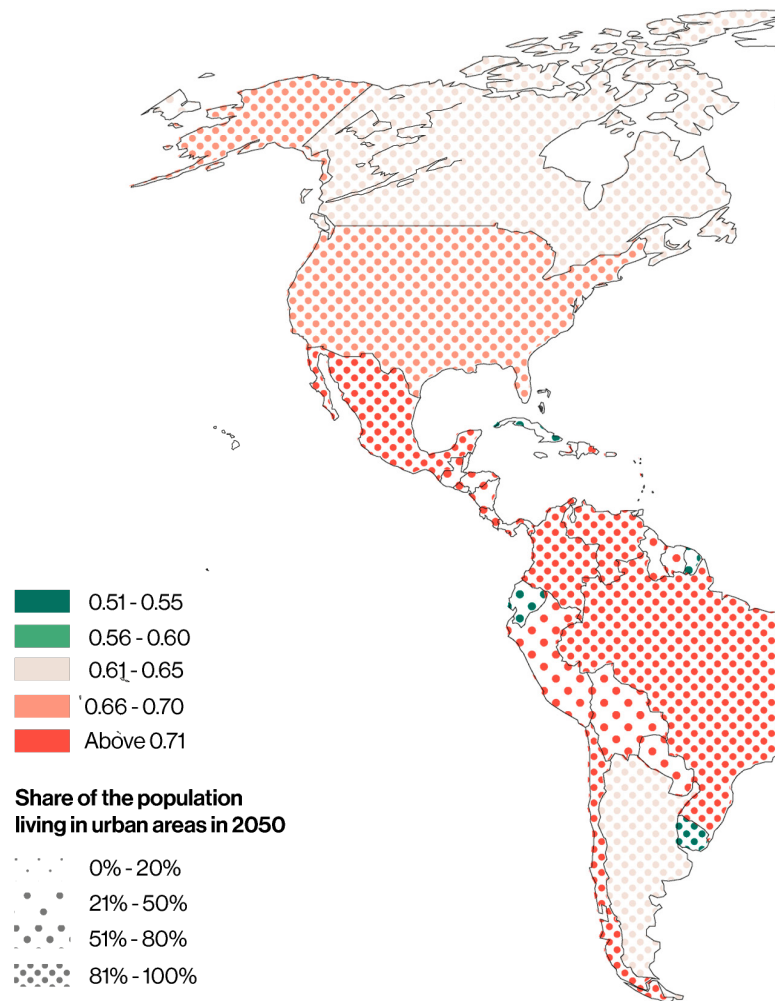 0.51 - 0.55
0.56 - 0.60
0.61 - 0.65
0.66 - 0.70
Above 0.71
Share of the population
living in urban areas in 2050
0% - 20%
21% - 50%
51% - 80%
81% - 100%